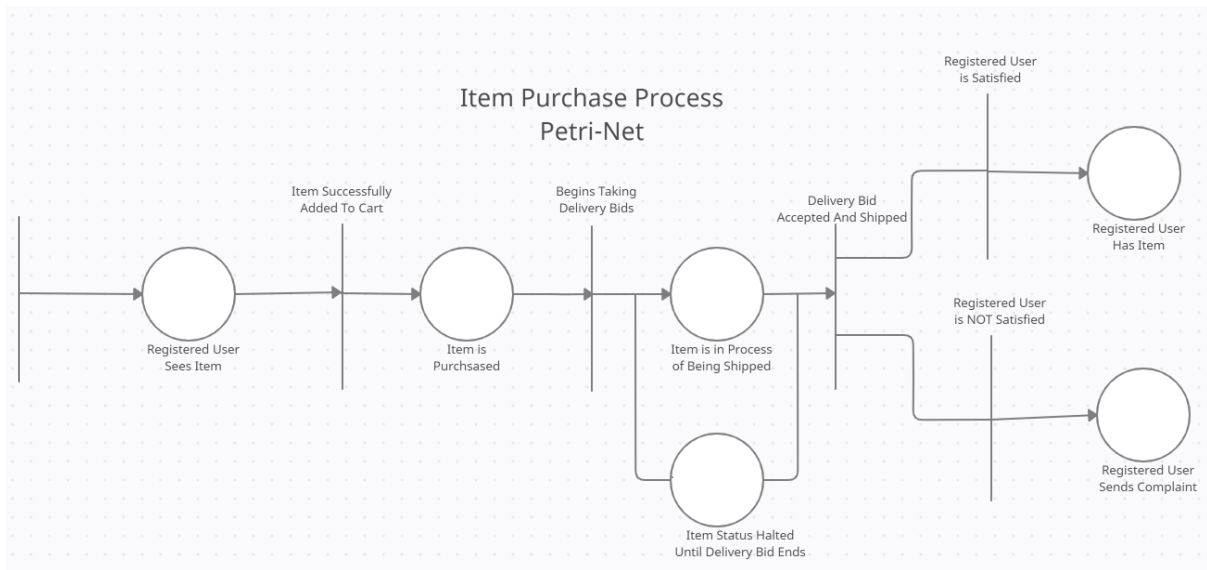 Item Purchase Process
Petri-Net
Registered User
is Satisfied
Item Successfully
Added To Cart
Begins Taking
Delivery Bids
Delivery Bid
Accepted And Shipped
Registered User
Has Item
Registered User
is NOT Satisfied
Registered User
Sees Item
Item is
Purchsased
Item is in Process
of Being Shipped
Registered User
Sends Complaint
Item Status Halted
Until Delivery Bid Ends